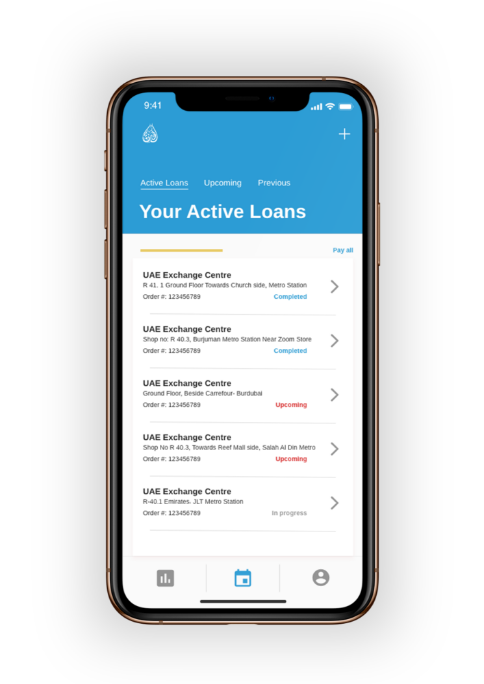 9:41
Active Loans Upcoming Previous
Your Active Loans
Pay all
UAE Exchange Centre
R 41. 1 Ground Floor Towards Church side, Metro Station
Order #: 123456789 Completed
UAE Exchange Centre
Shop no: R 40.3, Burjuman Metro Station Near Zoom Store
Order #: 123456789 Completed
UAE Exchange Centre
Ground Floor, Beside Carrefour- Burdubai
Order #: 123456789 Upcoming
UAE Exchange Centre
Shop No R 40.3, Towards Reef Mall side, Salah Al Din Metro
Order #: 123456789 Upcoming
UAE Exchange Centre
R-40.1 Emirates. JLT Metro Station
Order #: 123456789 In progress